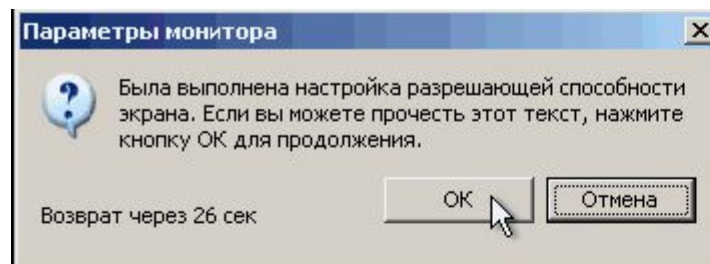 Параметры монитора
Была выполнена настройка разрешающей способности
экрана. Если вы можете прочесть этот текст, нажмите
кнопку ОК для продолжения.
Возврат через 26 сек
ОК
Отмена